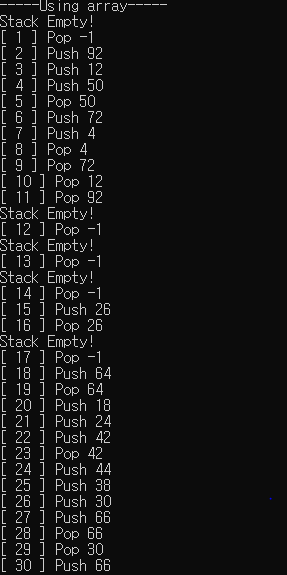 -----Using array-----
Stack Empty!
[ 1 ] Pop -1
[ 2 ] Push 92
[ 3 ] Push 12
[ 4 ] Push 50
[ 5 ] Pop 50
[ 6 ] Push 72
[ 7 ] Push 4
[ 8 ] Pop 4
[ 9 ] Pop 72
[ 10 ] Pop 12
[ 11 ] Pop 92
Stack Empty!
[ 12 ] Pop -1
Stack Empty!
[ 13 ] Pop -1
Stack Empty!
[ 14 ] Pop -1
[ 15 ] Push 26
[ 16 ] Pop 26
Stack Empty!
[ 17 ] Pop -1
[ 18 ] Push 64
[ 19 ] Pop 64
[ 20 ] Push 18
[ 21 ] Push 24
[ 22 ] Push 42
[ 23 ] Pop 42
[ 24 ] Push 44
[ 25 ] Push 38
[ 26 ] Push 30
[ 27 ] Push 66
[ 28 ] Pop 66
[ 29 ] Pop 30
[ 30 ] Push 66